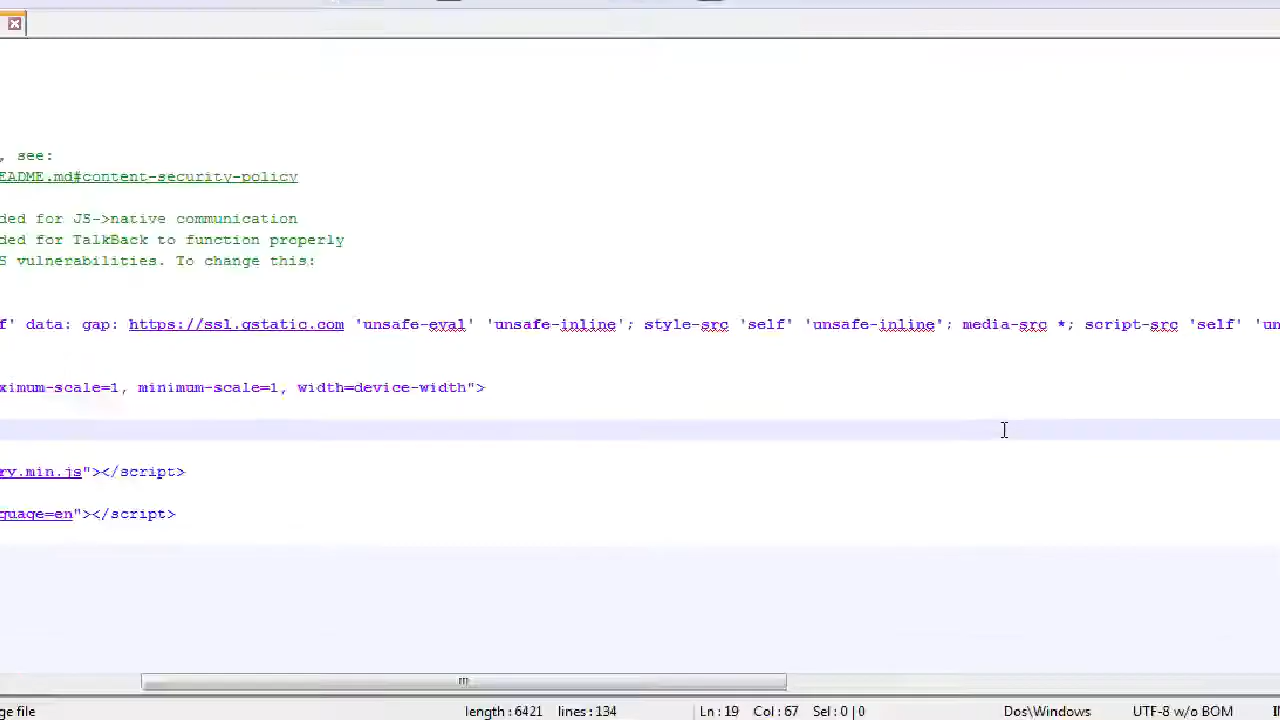 , see:
EADME.md#content-security-policy
ded for JS->native communication
ded for TalkBack to function properly
S vulnerabilities. To change this:
f' data: gap: https://ssl.gstatic.com 'unsafe-eval' 'unsafe-inline'; style-src 'self' 'unsafe-inline'; media-src *; script-src 'self' 'un
ximum-scale=1, minimum-scale=1, width=device-width">
ry.min.js"></script>
guage=en"></script>
ge file length : 6421 lines : 134 Ln : 19 Col : 67 Sel : 0 | 0 Dos\Windows UTF-8 w/o BOM